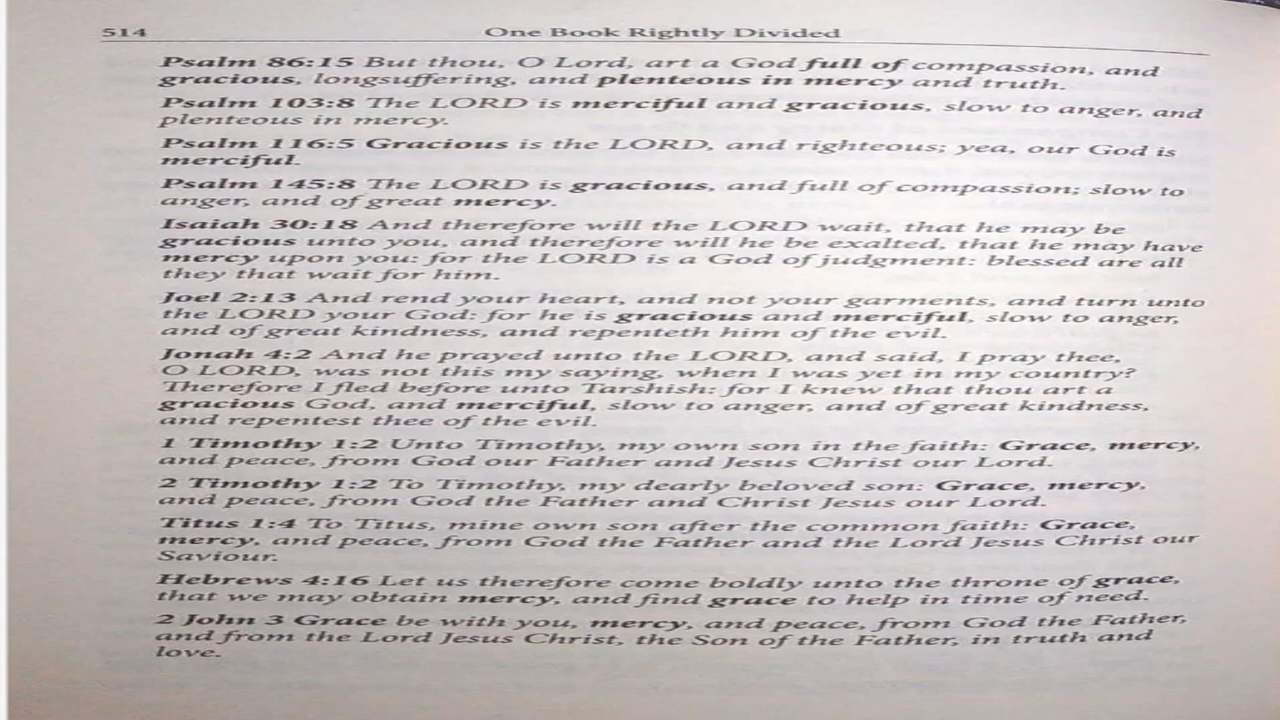 514 One Book Rightly Divided
Psalm 86:15 But thou, O Lord, art a God full of compassion, and
gracious, longsuffering, and plenteous in mercy and truth.
Psalm 103:8 The LORD is merciful and gracious, slow to anger, and
plenteous in mercy.
Psalm 116:5 Gracious is the LORD, and righteous; yea, our God is
merciful.
Psalm 145:8 The LORD is gracious, and full of compassion; slow to
anger, and of great mercy.
Isaiah 30:18 And therefore will the LORD wait, that he may be
gracious unto you, and therefore will he be exalted, that he may have
mercy upon you: for the LORD is a God of judgment: blessed are all
they that wait for him.
Joel 2:13 And rend your heart, and not your garments, and turn unto
the LORD your God: for he is gracious and merciful, slow to anger,
and of great kindness, and repenteth him of the evil.
Jonah 4:2 And he prayed unto the LORD, and said, I pray thee,
O LORD, was not this my saying, when I was yet in my country?
Therefore I fled before unto Tarshish: for I knew that thou art a
gracious God, and merciful, slow to anger, and of great kindness,
and repentest thee of the evil.
1 Timothy 1:2 Unto Timothy, my own son in the faith: Grace, mercy,
and peace, from God our Father and Jesus Christ our Lord.
2 Timothy 1:2 To Timothy, my dearly beloved son: Grace, mercy,
and peace, from God the Father and Christ Jesus our Lord.
Titus 1:4 To Titus, mine own son after the common faith: Grace,
mercy, and peace, from God the Father and the Lord Jesus Christ our
Saviour.
Hebrews 4:16 Let us therefore come boldly unto the throne of grace,
that we may obtain mercy, and find grace to help in time of need.
2 John 3 Grace be with you, mercy, and peace, from God the Father,
and from the Lord Jesus Christ, the Son of the Father, in truth and
love.